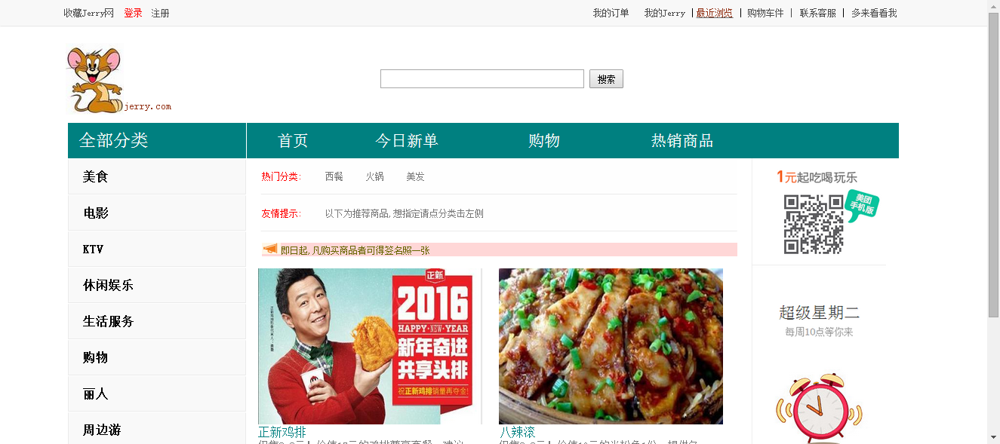 收藏Jerry网 登录 注册 我的订单 我的Jerry | 最近浏览 | 购物车件 | 联系客服 | 多来看看我
jerry.com
搜索
全部分类 首页 今日新单 购物 热销商品
美食
电影
KTV
休闲娱乐
生活服务
购物
丽人
周边游
热门分类: 西餐 火锅 美发
友情提示: 以下为推荐商品,想指定请点分类击左侧
即日起,凡购买商品者可得签名照一张
正新
2016
HAPPY·NEW·YEAR
新年奋进
共享头排
祝正新鸡排销量再夺金!
正新鸡排
八辣滚
1元起吃喝玩乐
美团
手机版
超级星期二
每周10点等你来